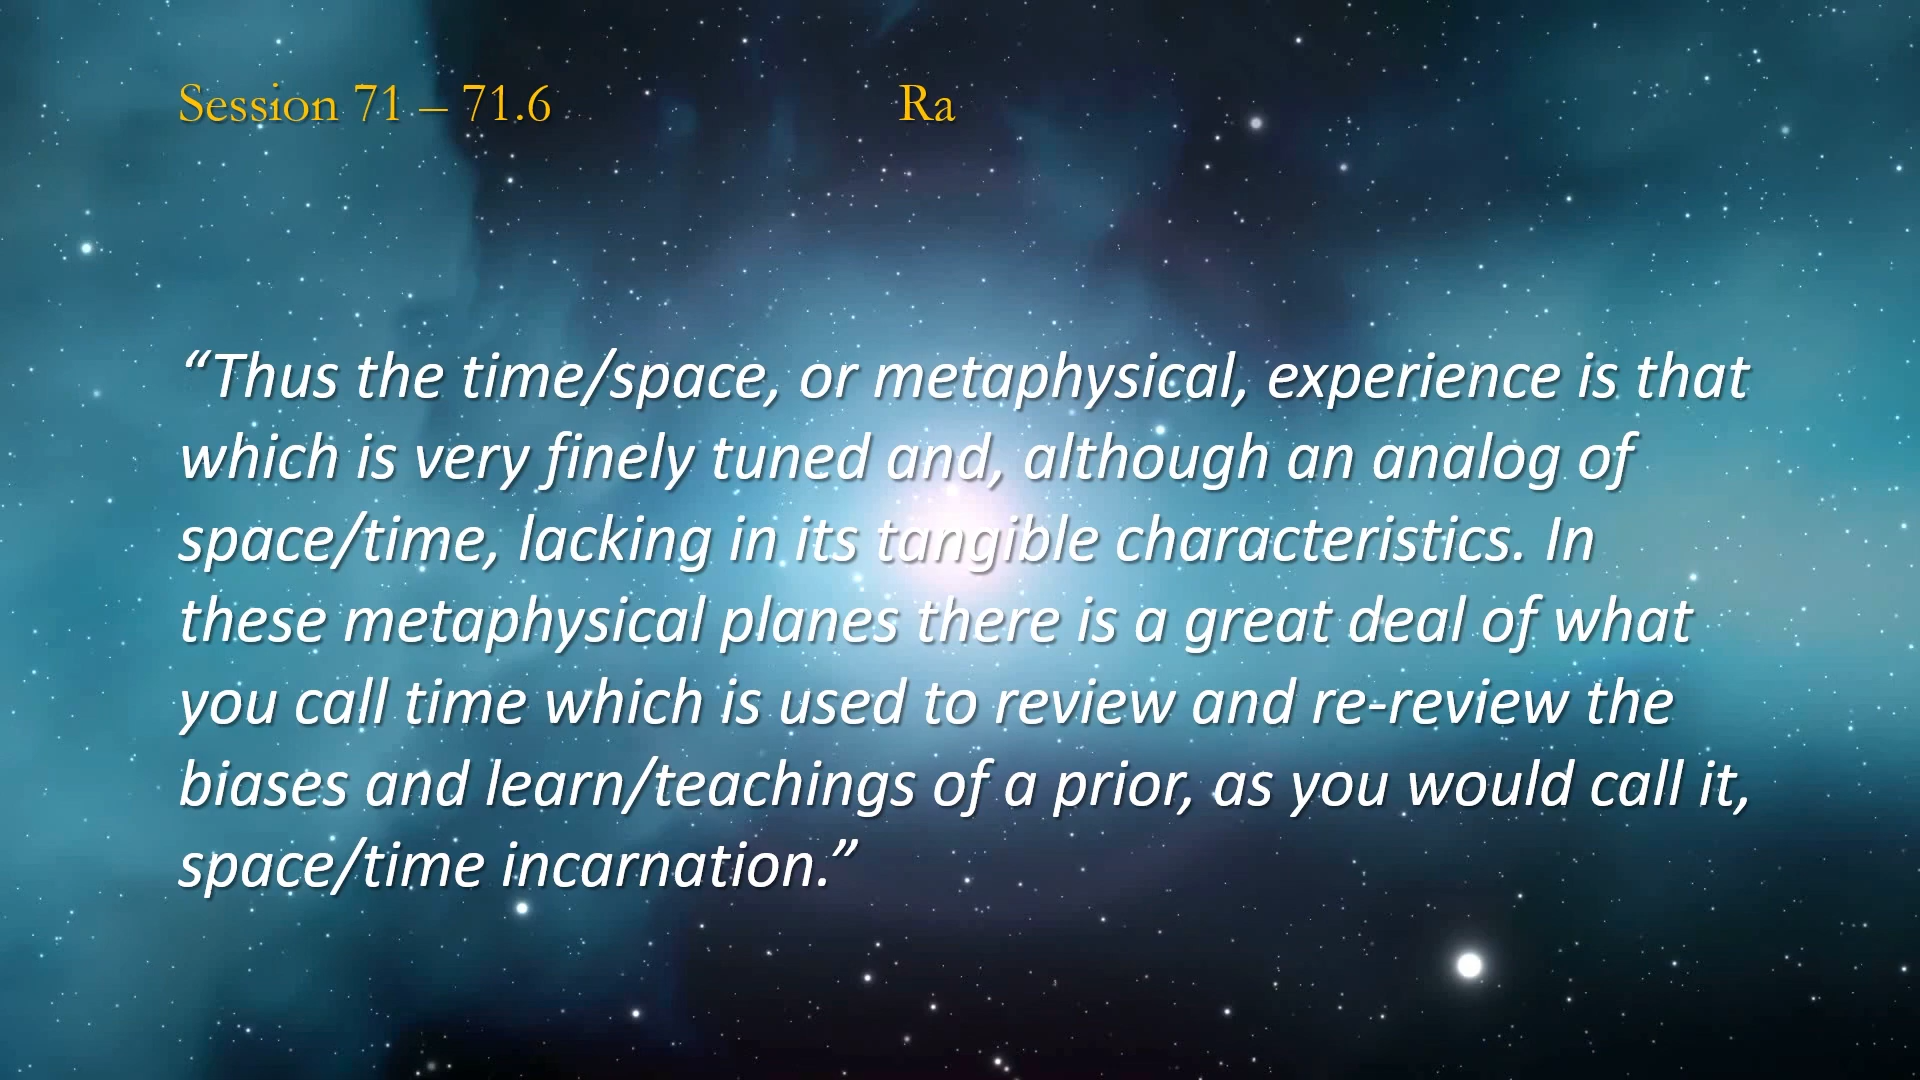 Session 71 – 71.6 Ra
“Thus the time/space, or metaphysical, experience is that
which is very finely tuned and, although an analog of
space/time, lacking in its tangible characteristics. In
these metaphysical planes there is a great deal of what
you call time which is used to review and re-review the
biases and learn/teachings of a prior, as you would call it,
space/time incarnation.”